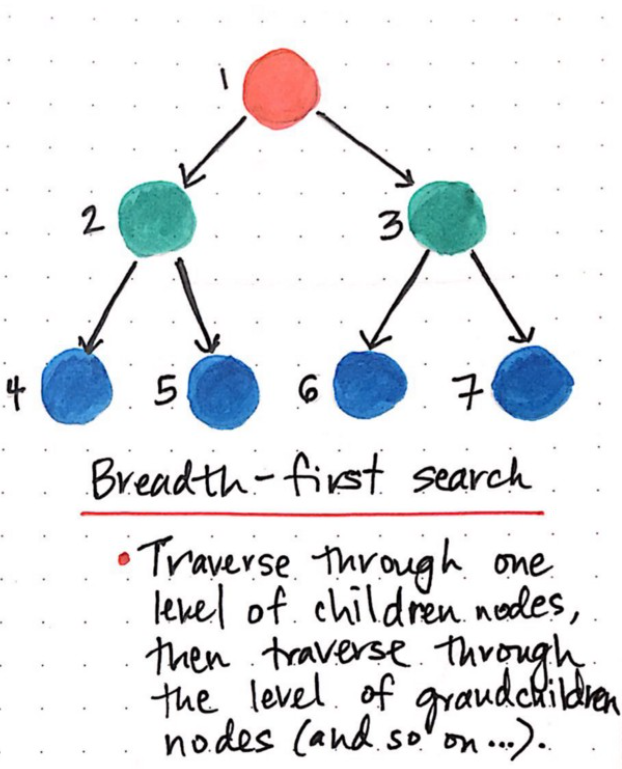 1
2 3
4 5 6 7
Breadth-first search
• Traverse through one
level of children nodes,
then traverse through
the level of grandchildren
nodes (and so on...).